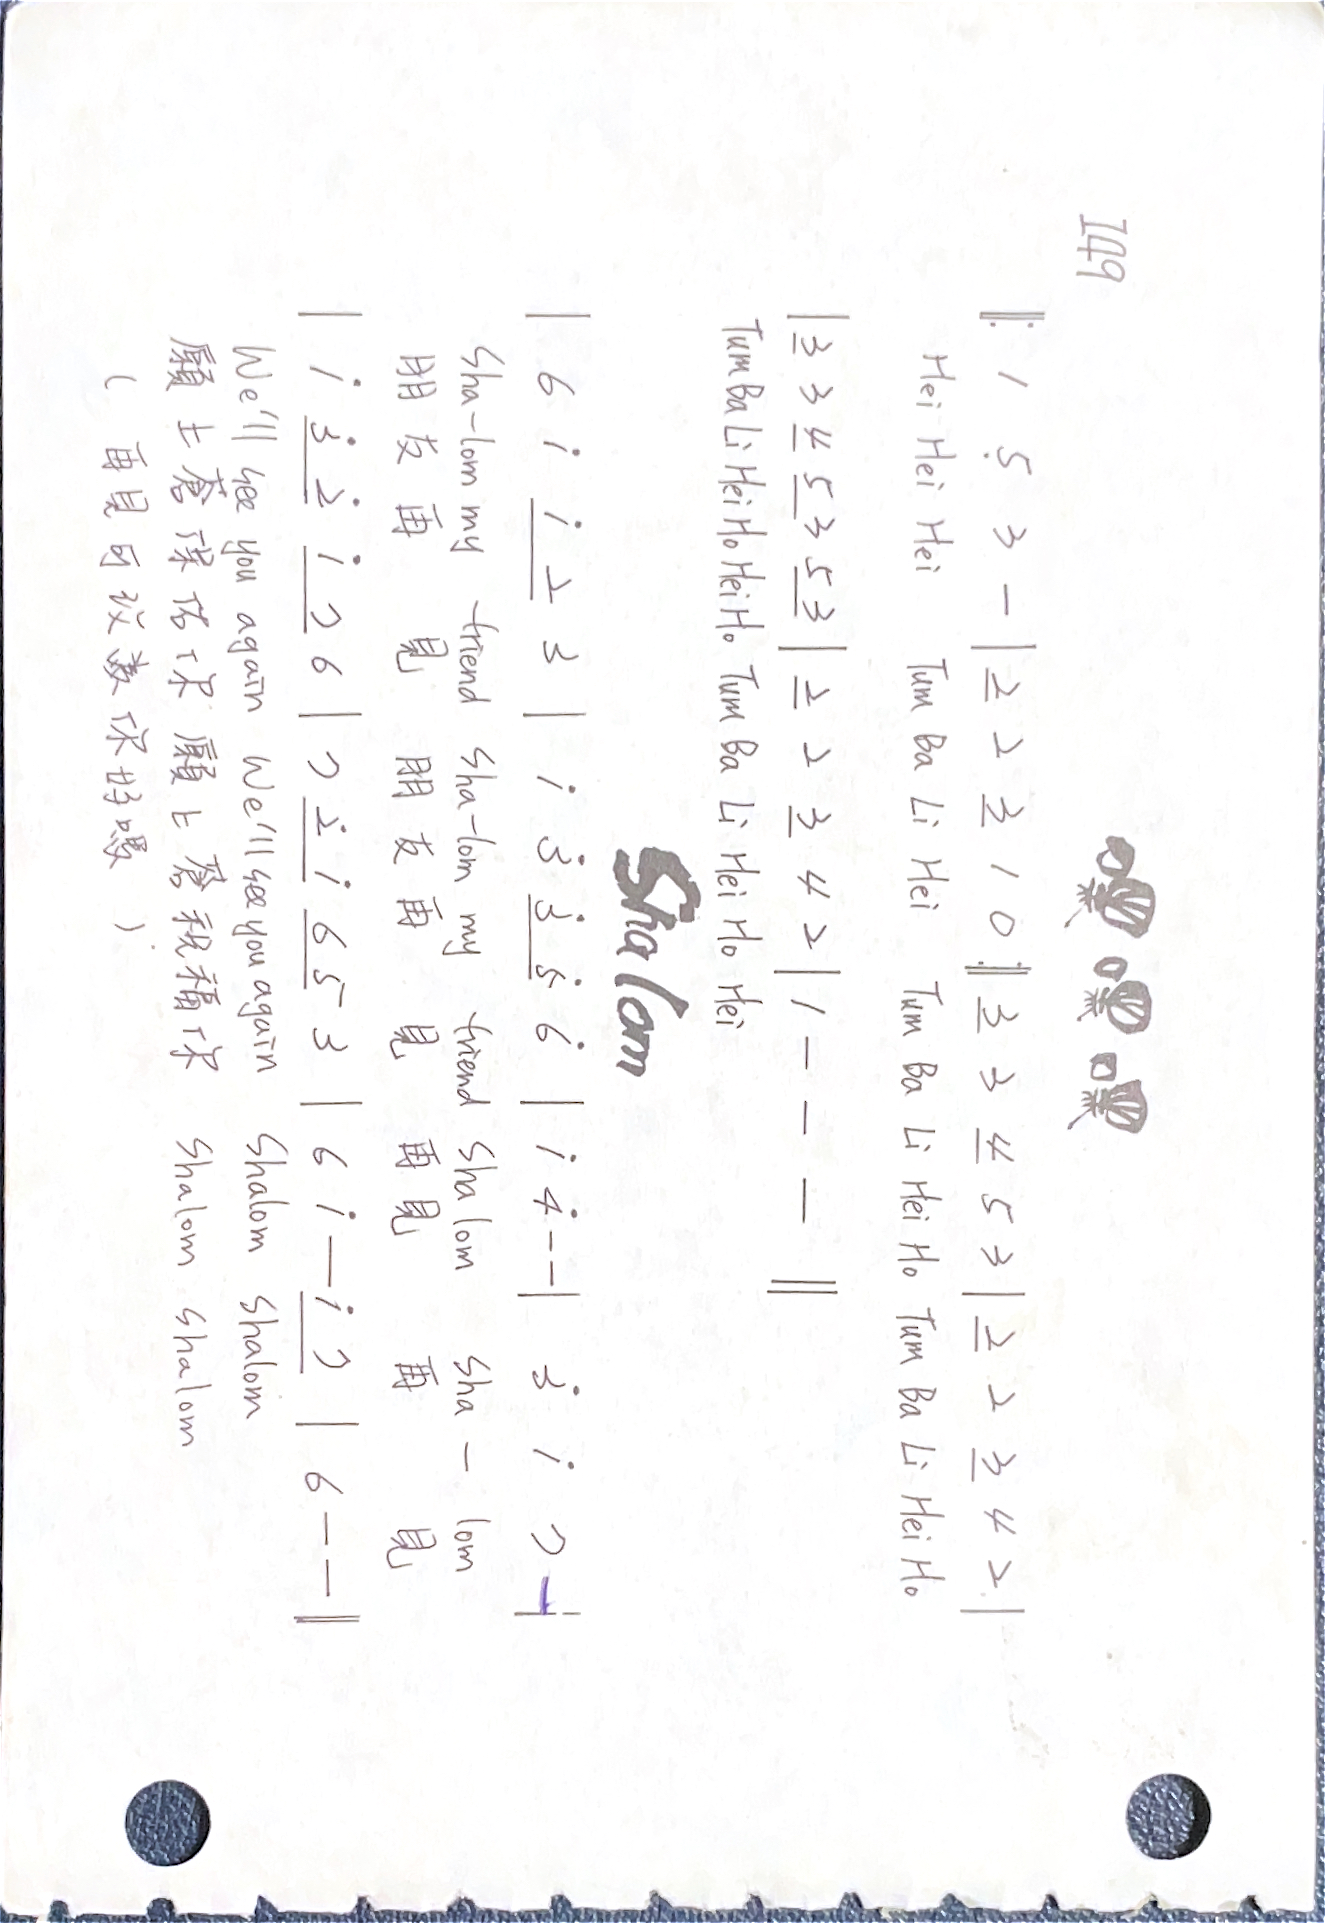 149
嘿嘿嘿
‖: 1 5̣ 3 − | 2̲ 2 3̲ 1 0 :‖ 3̲ 3 4̲ 5 3 | 2̲ 2 3̲ 4 2 |
Hei Hei Hei Tum Ba Li Hei Tum Ba Li Hei Ho Tum Ba Li Hei Ho
| 3̲ 3 4̲ 5̲ 3 5̲ 3̲ | 2̲ 2 3̲ 4 2 | 1 − − − ‖
Tum Ba Li Hei Ho Hei Ho Tum Ba Li Hei Ho Hei
Shalom
| 6 i i̲ 2̲ 3 | i 3̇ 3̲̇ 5̲̇ 6̇ | i 4̇ − − | 3̇ i 7 − |
Sha-lom my friend Sha-lom my friend Sha lom Sha − lom
朋友再見 朋友再見 再見 再見
| i 3̲̇ 2̲̇ i̲ 7̲ 6 | 7 2̲̇ i̲ 6̲ 5̲ 3 | 6 i − i̲ 7̲ | 6 − − ‖
We'll see you again We'll see you again Shalom Shalom
願上蒼保佑你 願上蒼祝福你 Shalom Shalom
( 再見可改為你好嗎 )